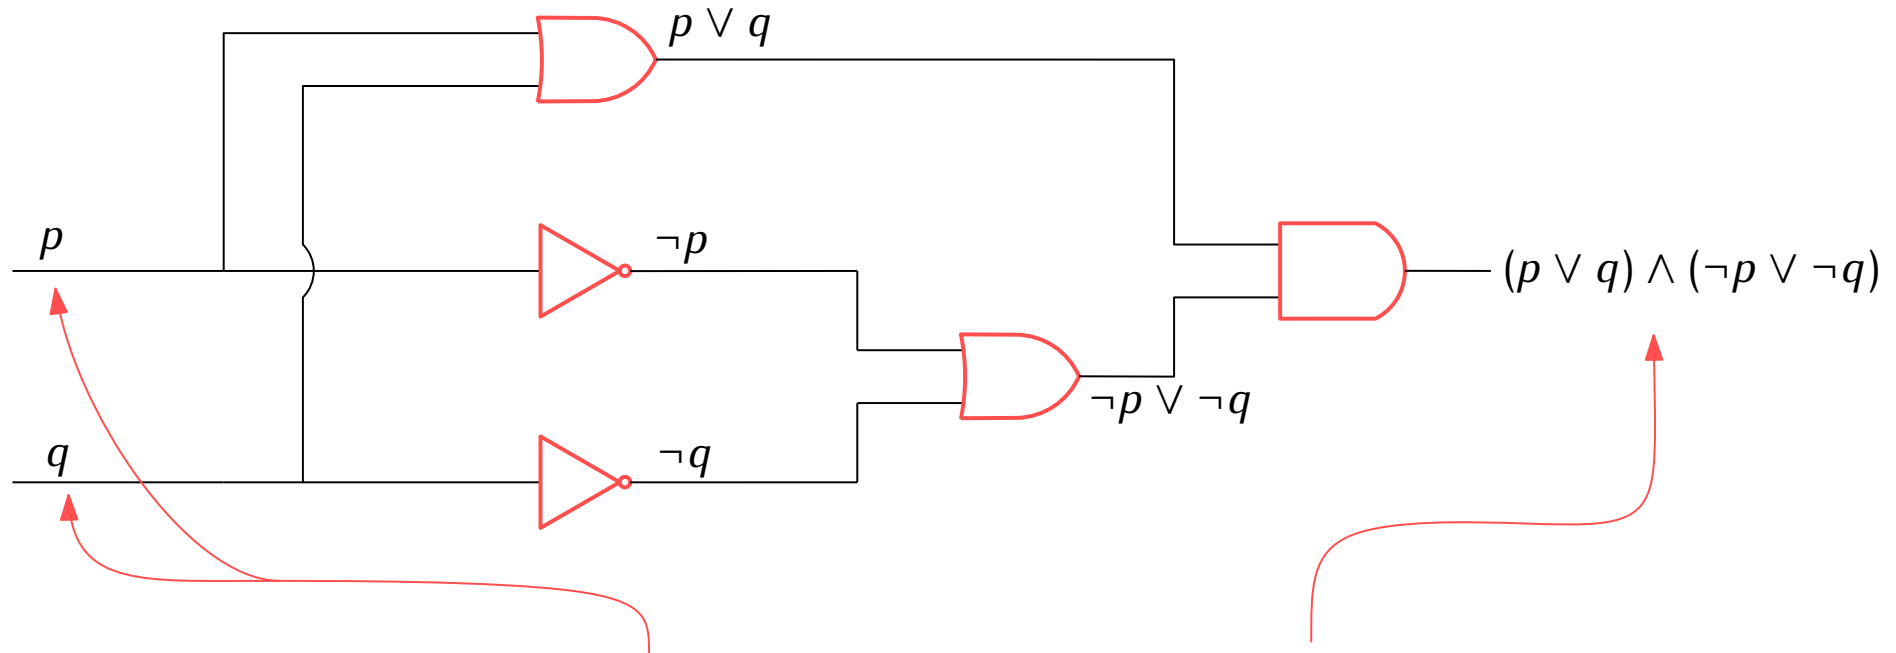 p ∨ q
p
¬p
(p ∨ q) ∧ (¬p ∨ ¬q)
¬p ∨ ¬q
q
¬q